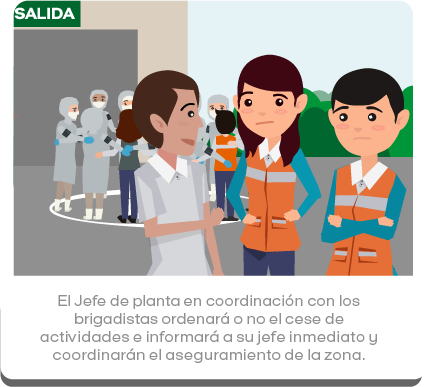 SALIDA
El Jefe de planta en coordinación con los
brigadistas ordenará o no el cese de
actividades e informará a su jefe inmediato y
coordinarán el aseguramiento de la zona.